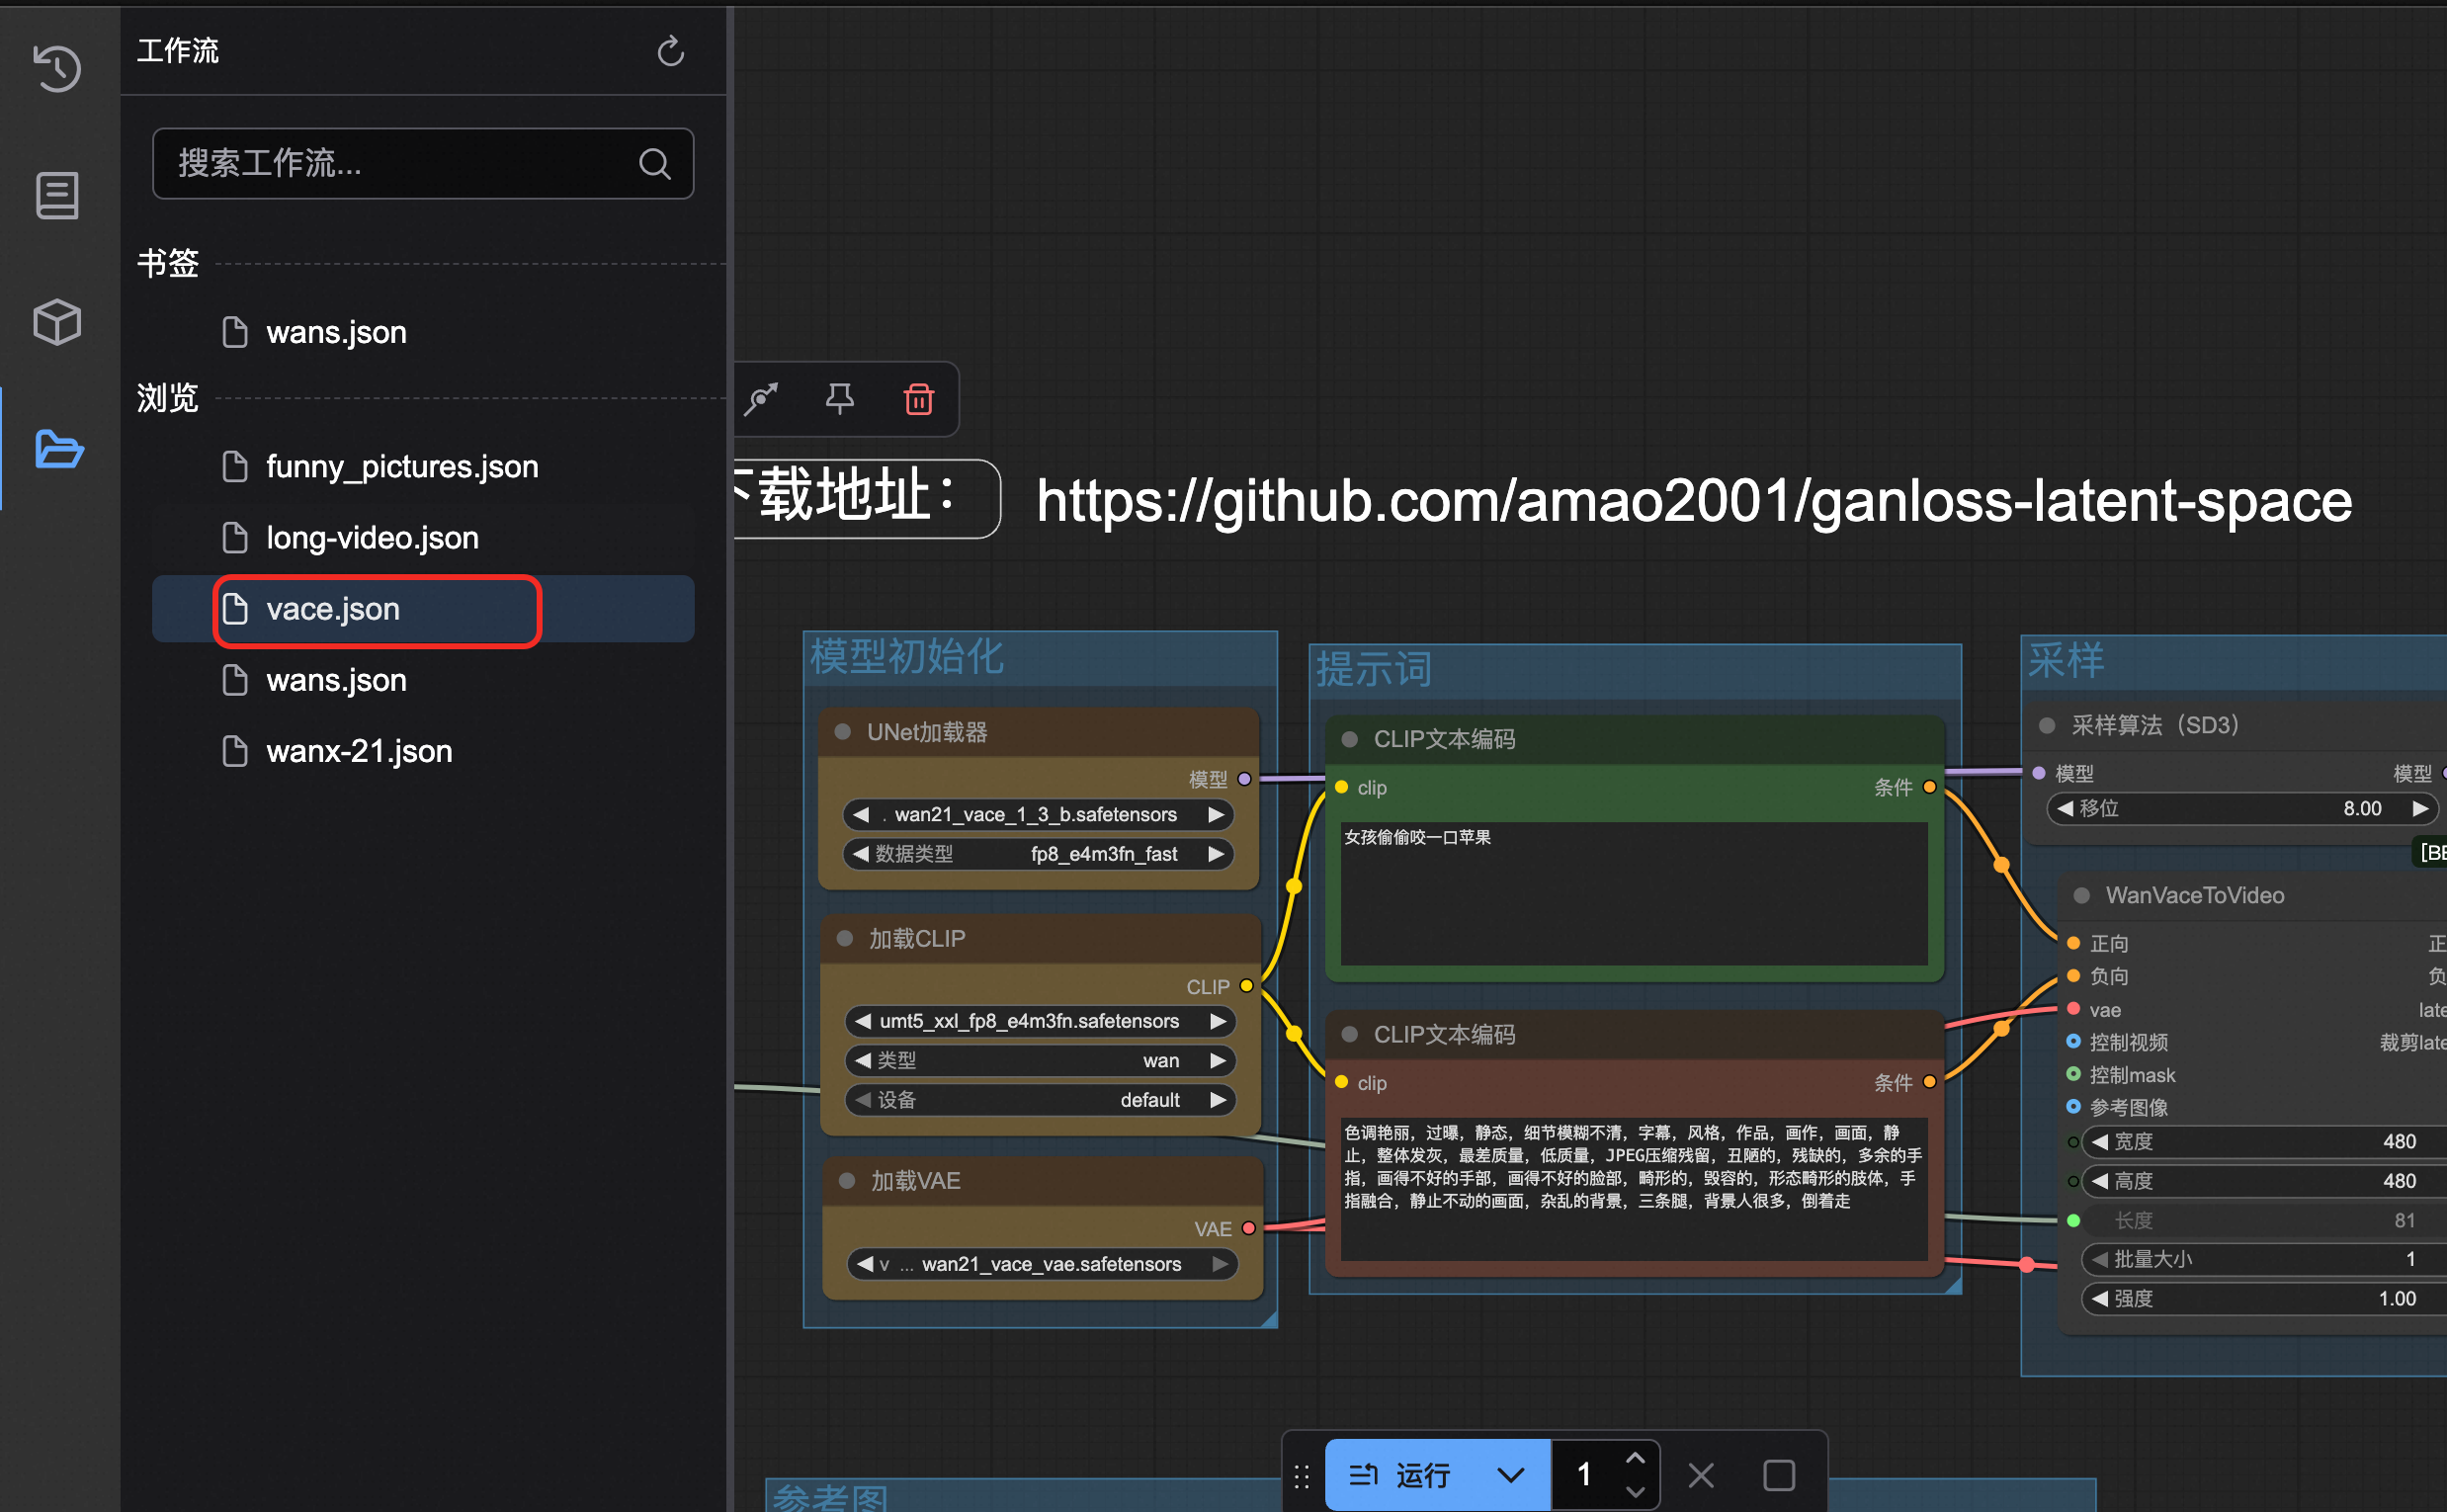 工作流
搜索工作流...
书签
wans.json
浏览
funny_pictures.json
long-video.json
vace.json
wans.json
wanx-21.json
下载地址：
https://github.com/amao2001/ganloss-latent-space
模型初始化
UNet加载器
模型
. wan21_vace_1_3_b.safetensors
数据类型 fp8_e4m3fn_fast
加载CLIP
CLIP
umt5_xxl_fp8_e4m3fn.safetensors
类型 wan
设备 default
加载VAE
VAE
v ... wan21_vace_vae.safetensors
提示词
CLIP文本编码
clip 条件
女孩偷偷咬一口苹果
CLIP文本编码
clip 条件
色调艳丽，过曝，静态，细节模糊不清，字幕，风格，作品，画作，画面，静
止，整体发灰，最差质量，低质量，JPEG压缩残留，丑陋的，残缺的，多余的手
指，画得不好的手部，画得不好的脸部，畸形的，毁容的，形态畸形的肢体，手
指融合，静止不动的画面，杂乱的背景，三条腿，背景人很多，倒着走
采样
采样算法（SD3）
模型 模型
移位 8.00
[BE
WanVaceToVideo
正向 正
负向 负
vae late
控制视频 裁剪late
控制mask
参考图像
宽度 480
高度 480
长度 81
批量大小 1
强度 1.00
参考图
运行 1